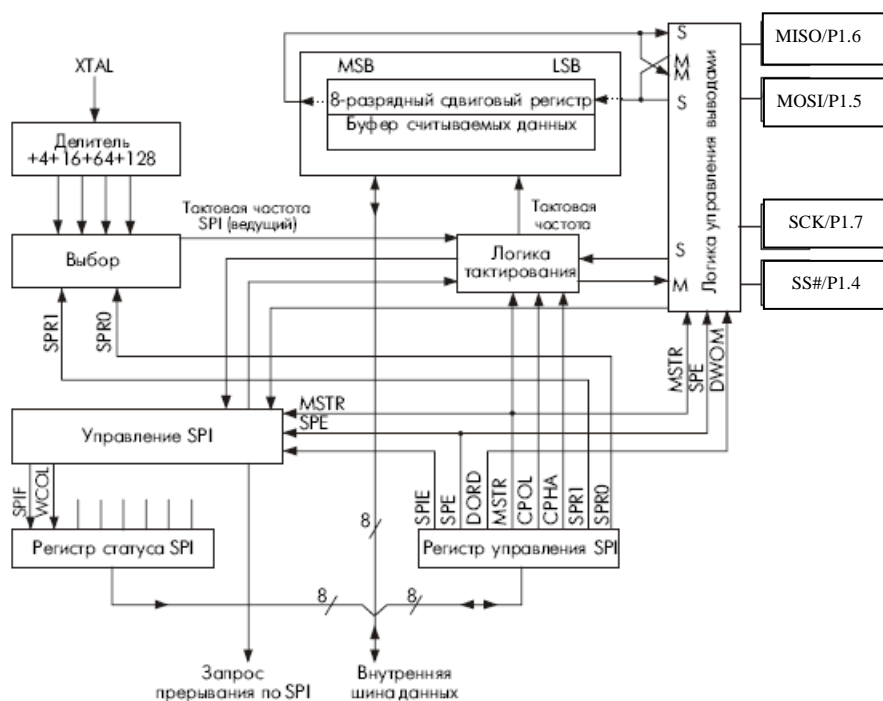 XTAL
Делитель
+4+16+64+128
Выбор
SPR1
SPR0
Тактовая частота
SPI (ведущий)
MSB
LSB
8-разрядный сдвиговый регистр
Буфер считываемых данных
Тактовая
частота
Логика
тактирования
S
M
M
S
S
M
Логика управления выводами
MISO/P1.6
MOSI/P1.5
SCK/P1.7
SS#/P1.4
MSTR
SPE
DWOM
MSTR
SPE
Управление SPI
SPIF
WCOL
Регистр статуса SPI
SPIE
SPE
DORD
MSTR
CPOL
CPHA
SPR1
SPR0
Регистр управления SPI
8
8
8
Запрос
прерывания по SPI
Внутренняя
шина данных